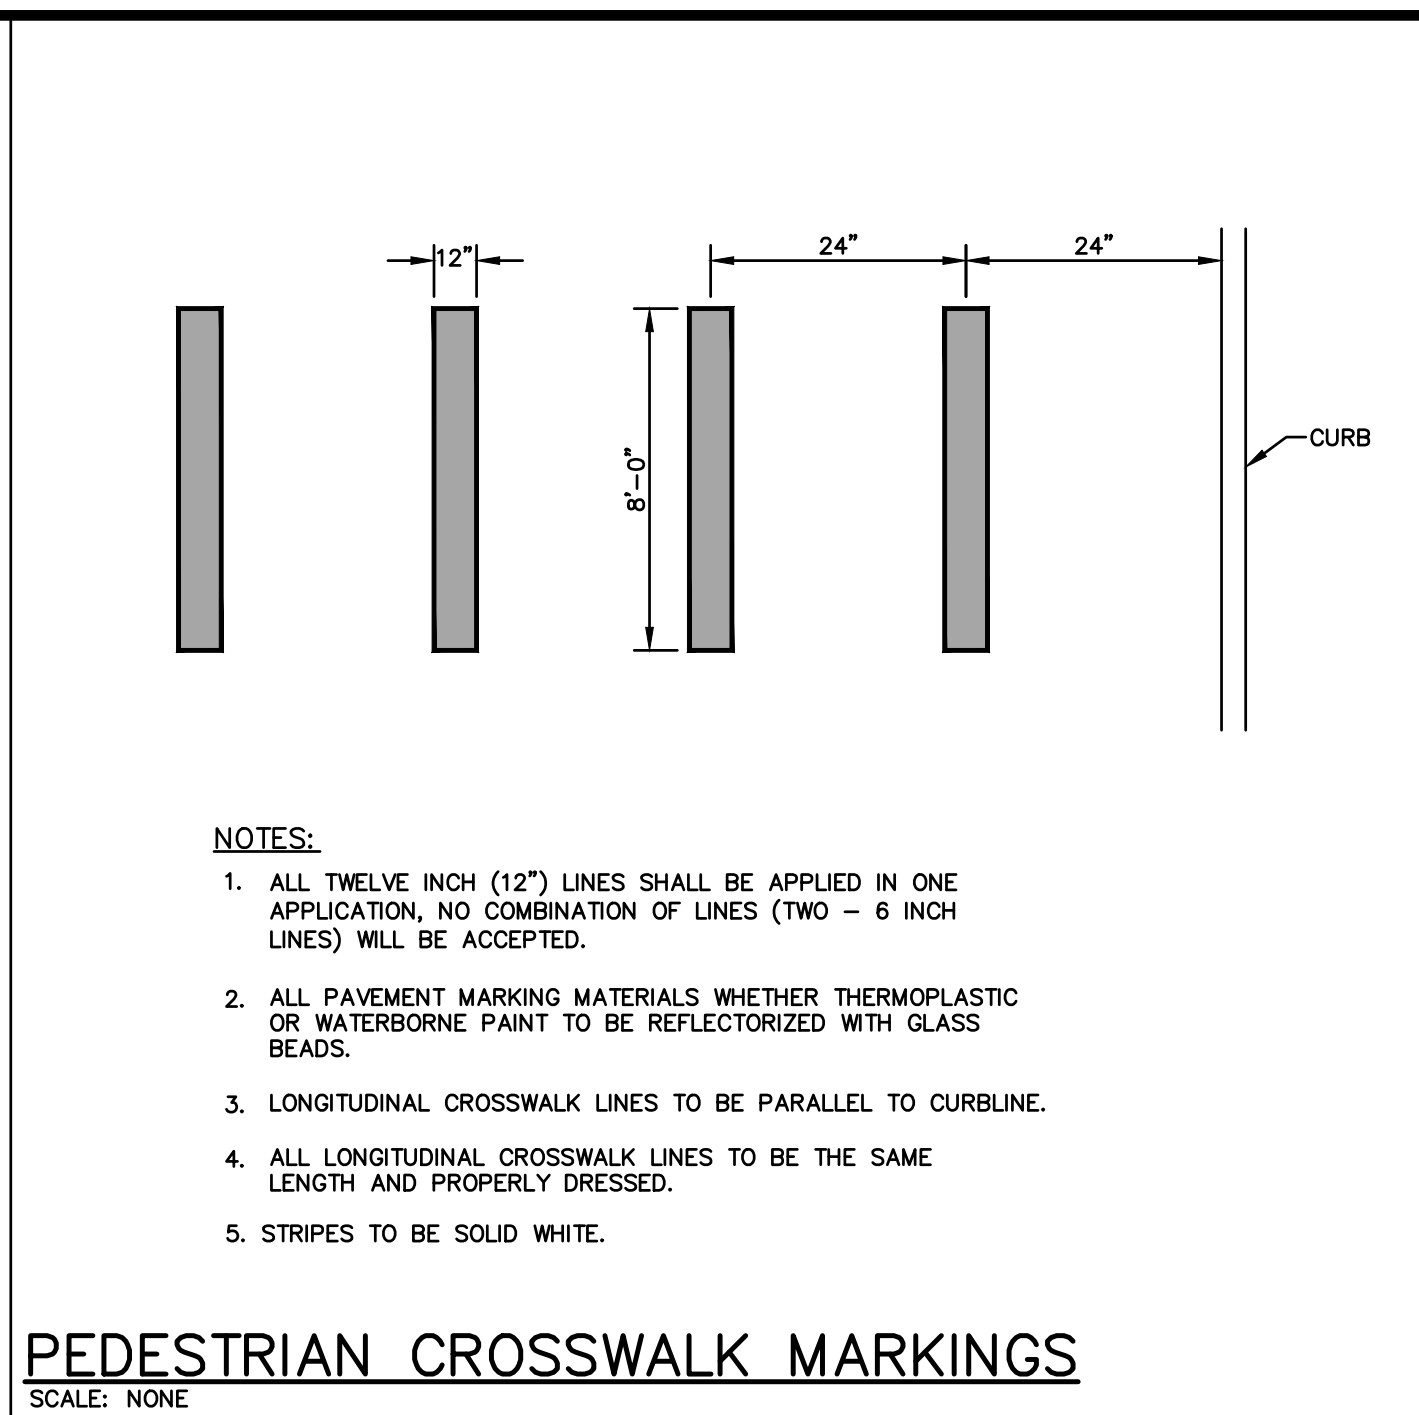 12”
24”
24”
8'-0"
CURB
NOTES:
1. ALL TWELVE INCH (12”) LINES SHALL BE APPLIED IN ONE
APPLICATION, NO COMBINATION OF LINES (TWO – 6 INCH
LINES) WILL BE ACCEPTED.
2. ALL PAVEMENT MARKING MATERIALS WHETHER THERMOPLASTIC
OR WATERBORNE PAINT TO BE REFLECTORIZED WITH GLASS
BEADS.
3. LONGITUDINAL CROSSWALK LINES TO BE PARALLEL TO CURBLINE.
4. ALL LONGITUDINAL CROSSWALK LINES TO BE THE SAME
LENGTH AND PROPERLY DRESSED.
5. STRIPES TO BE SOLID WHITE.
PEDESTRIAN CROSSWALK MARKINGS
SCALE: NONE